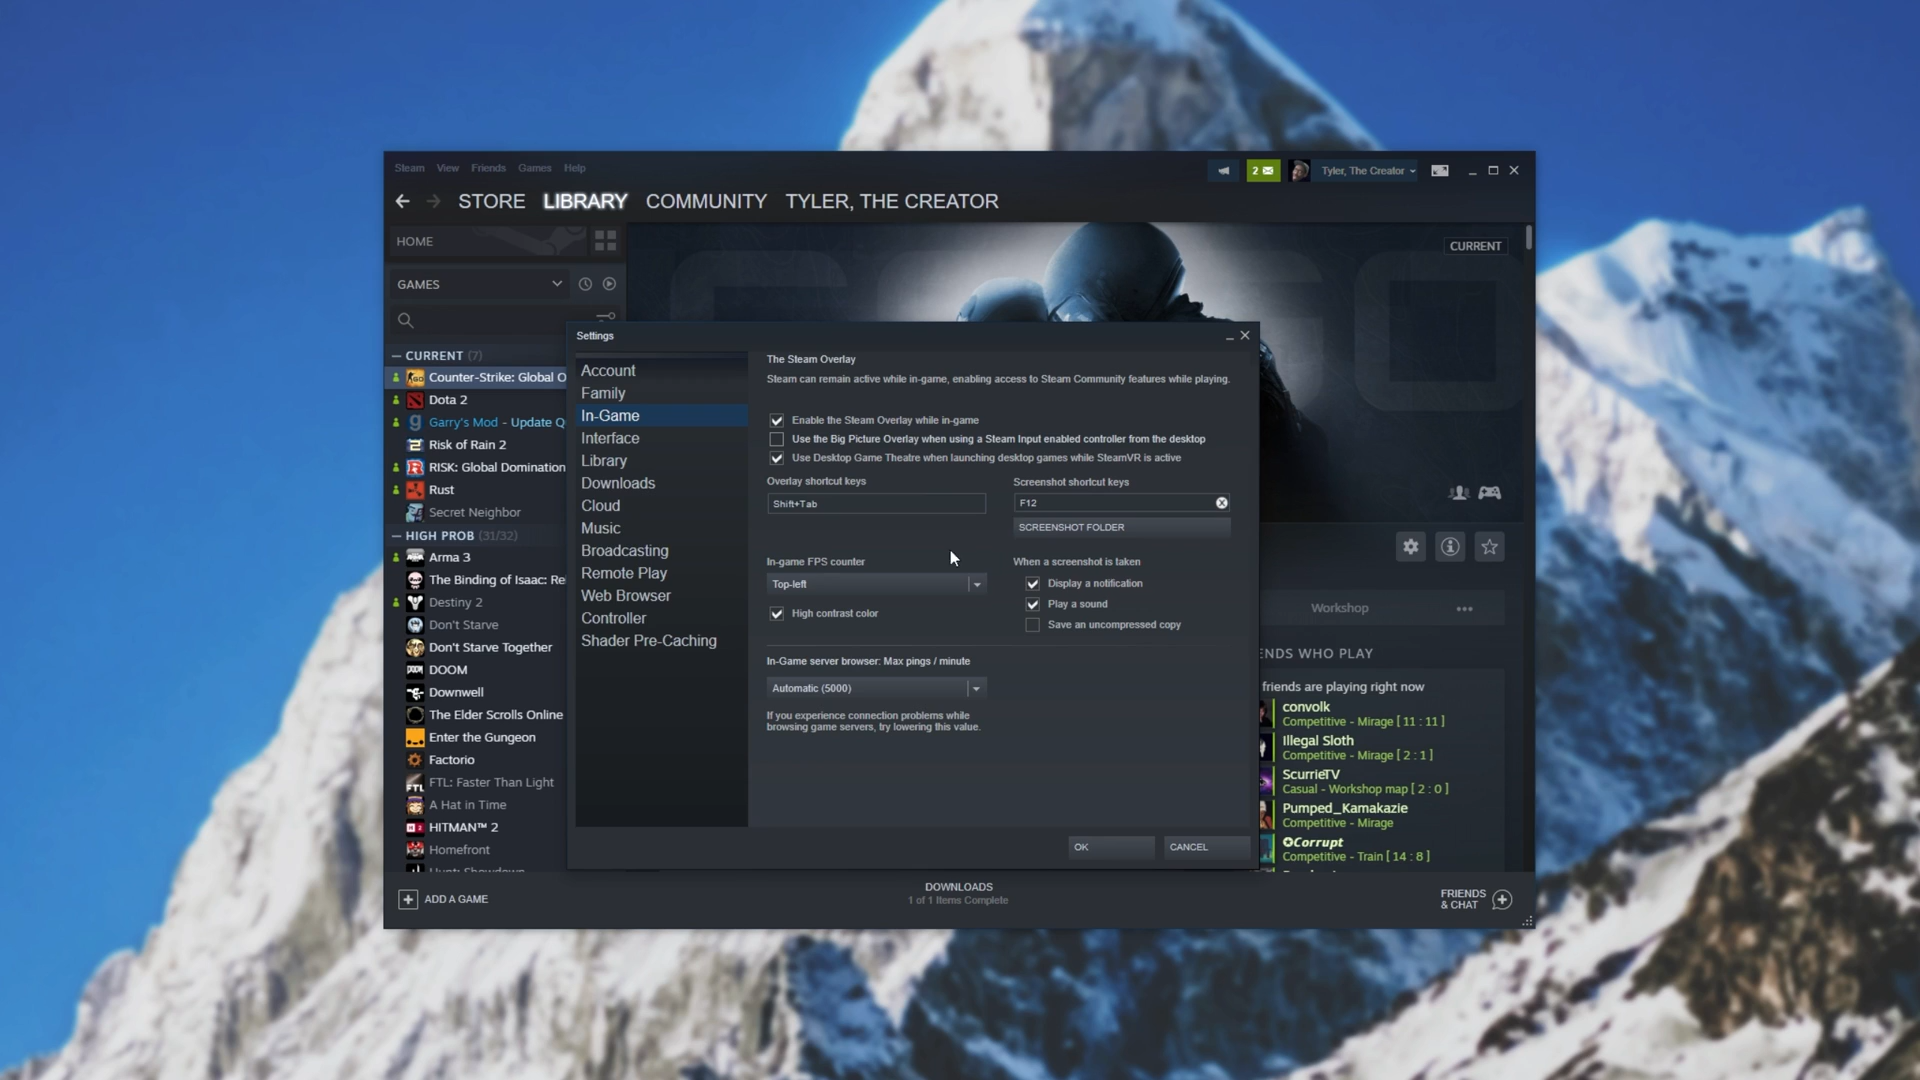 Steam View Friends Games Help
2
Tyler, The Creator
STORE LIBRARY COMMUNITY TYLER, THE CREATOR
HOME
CURRENT
GAMES
CURRENT (7)
Counter-Strike: Global O
Dota 2
Garry's Mod - Update Q
Risk of Rain 2
RISK: Global Domination
Rust
Secret Neighbor
HIGH PROB (31/32)
Arma 3
The Binding of Isaac: Re
Destiny 2
Don't Starve
Don't Starve Together
DOOM
Downwell
The Elder Scrolls Online
Enter the Gungeon
Factorio
FTL: Faster Than Light
A Hat in Time
HITMAN™ 2
Homefront
Settings
Account
Family
In-Game
Interface
Library
Downloads
Cloud
Music
Broadcasting
Remote Play
Web Browser
Controller
Shader Pre-Caching
The Steam Overlay
Steam can remain active while in-game, enabling access to Steam Community features while playing.
Enable the Steam Overlay while in-game
Use the Big Picture Overlay when using a Steam Input enabled controller from the desktop
Use Desktop Game Theatre when launching desktop games while SteamVR is active
Overlay shortcut keys
Shift+Tab
Screenshot shortcut keys
F12
SCREENSHOT FOLDER
In-game FPS counter
Top-left
High contrast color
When a screenshot is taken
Display a notification
Play a sound
Save an uncompressed copy
In-Game server browser: Max pings / minute
Automatic (5000)
If you experience connection problems while
browsing game servers, try lowering this value.
OK CANCEL
Workshop
ENDS WHO PLAY
friends are playing right now
convolk
Competitive - Mirage [ 11 : 11 ]
Illegal Sloth
Competitive - Mirage [ 2 : 1 ]
ScurrieTV
Casual - Workshop map [ 2 : 0 ]
Pumped_Kamakazie
Competitive - Mirage
✪Corrupt
Competitive - Train [ 14 : 8 ]
ADD A GAME
DOWNLOADS
1 of 1 Items Complete
FRIENDS
& CHAT